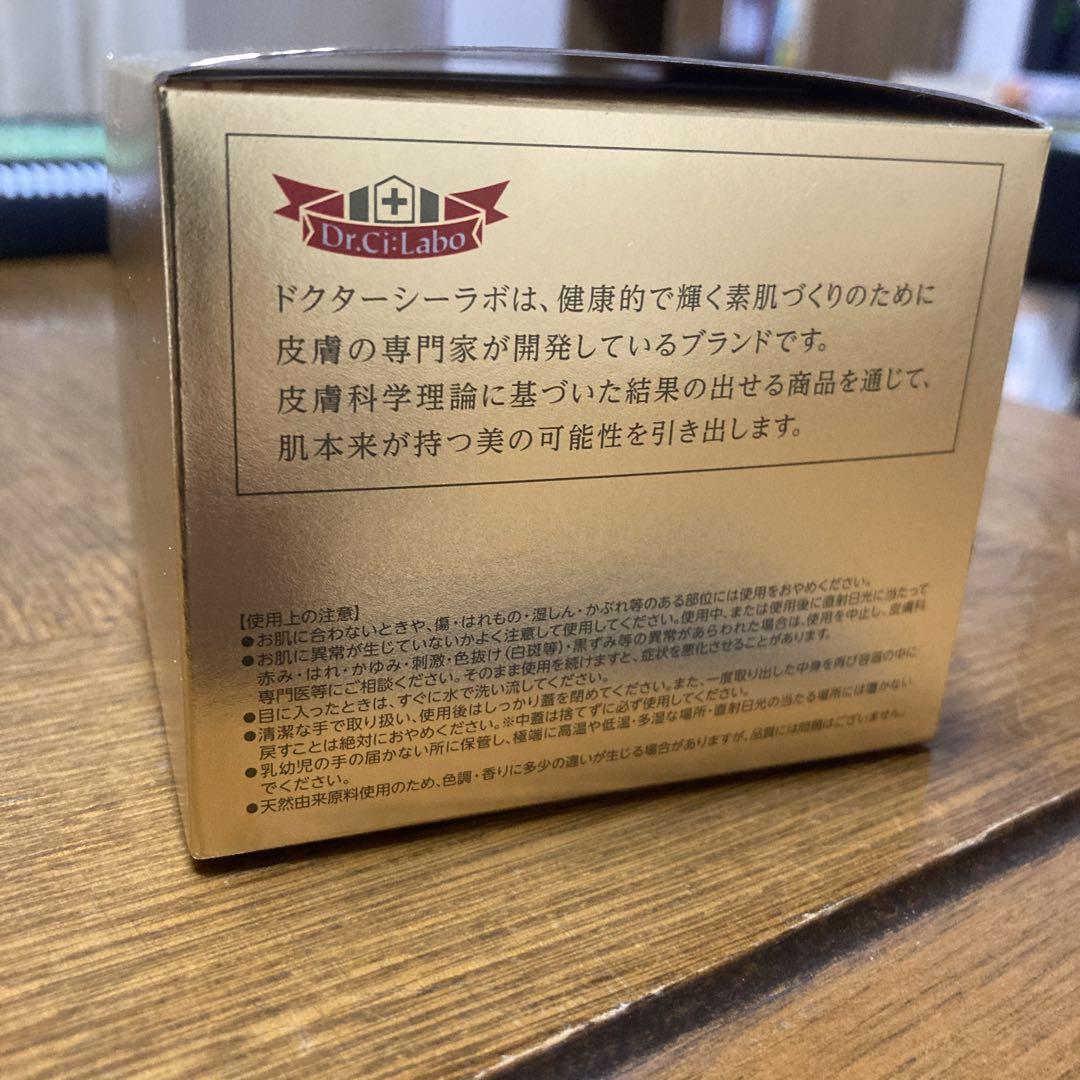 Dr.Ci:Labo
ドクターシーラボは、健康的で輝く素肌づくりのために
皮膚の専門家が開発しているブランドです。
皮膚科学理論に基づいた結果の出せる商品を通じて、
肌本来が持つ美の可能性を引き出します。
【使用上の注意】
●お肌に合わないときや、傷・はれもの・湿しん・かぶれ等のある部位には使用をおやめください。
●お肌に異常が生じていないかよく注意して使用してください。使用中、または使用後に直射日光に当たって
赤み・はれ・かゆみ・刺激・色抜け(白斑等)・黒ずみ等の異常があらわれた場合は、使用を中止し、皮膚科
専門医等にご相談ください。そのまま使用を続けますと、症状を悪化させることがあります。
●目に入ったときは、すぐに水で洗い流してください。
●清潔な手で取り扱い、使用後はしっかり蓋を閉めてください。また、一度取り出した中身を再び容器の中に
戻すことは絶対におやめください。※中蓋は捨てずに必ず使用してください。
●乳幼児の手の届かない所に保管し、極端に高温や低温・多湿な場所・直射日光の当たる場所には置かない
でください。
●天然由来原料使用のため、色調・香りに多少の違いが生じる場合がありますが、品質には問題はございません。